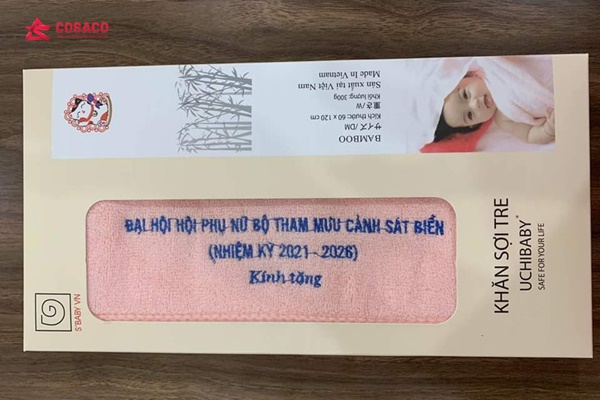 COSACO
BAMBOO
サイズ/DM
Kích thước: 60 x 120 cm
重さ/W
Khối lượng: 300g
Sản xuất tại Việt Nam
Made In Vietnam
ĐẠI HỘI HỘI PHỤ NỮ BỘ THAM MƯU CẢNH SÁT BIỂN
(NHIỆM KỲ 2021 - 2026)
Kính tặng
S'BABY VN
KHĂN SỢI TRE
UCHIBABY
SAFE FOR YOUR LIFE